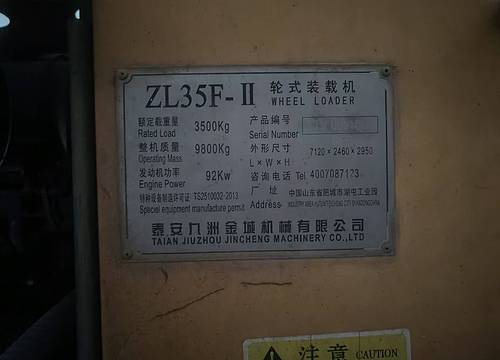 ZL35F-Ⅱ 轮式装载机
WHEEL LOADER
额定载重量 3500Kg
Rated Load
整机质量 9800Kg
Operating Mass
发动机功率 92Kw
Engine Power
特种设备制造许可证 TS2510032-2013
Special equipment manufacture permit
产品编号
Serial Number
外形尺寸 7120×2460×2950
L×W×H
咨询电话 Tel 4007087123
厂址 中国山东省肥城市湖屯工业园
Address
泰安九洲金城机械有限公司
TAIAN JIUZHOU JINCHENG MACHINERY CO.,LTD
注意 CAUTION